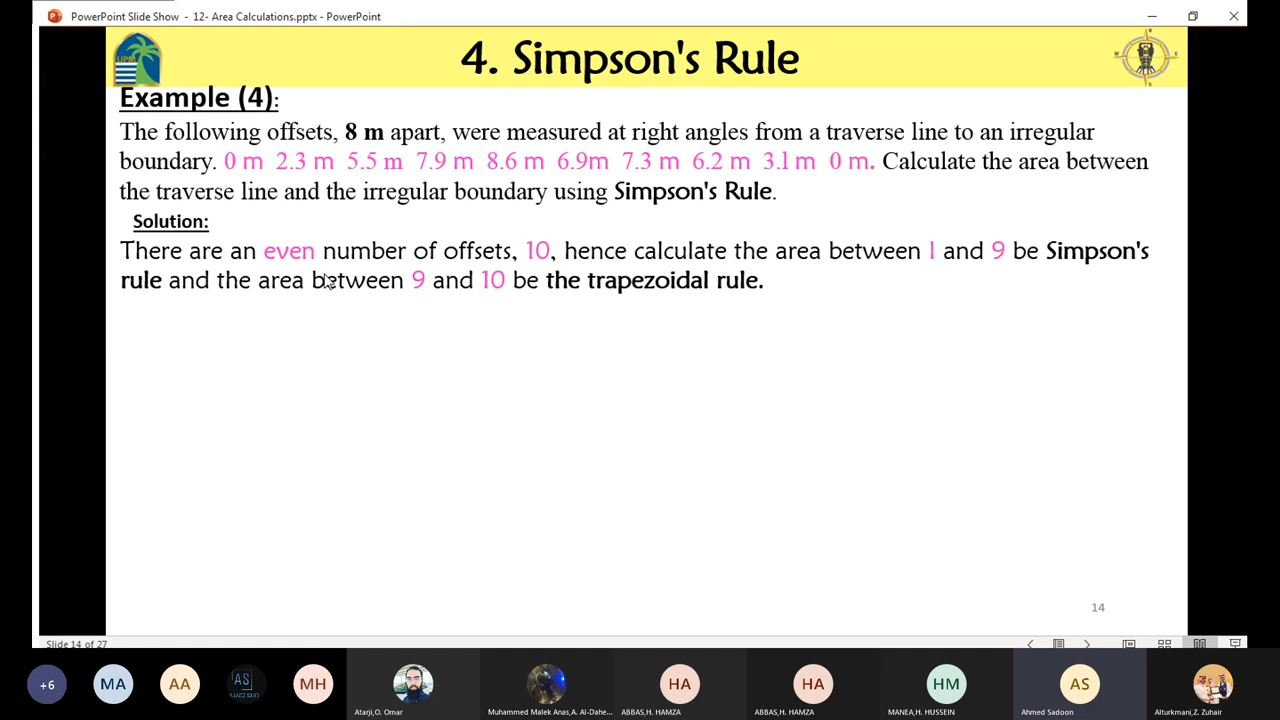 PowerPoint Slide Show - 12- Area Calculations.pptx - PowerPoint
4. Simpson's Rule
UPM
N
W E
S
Example (4):
The following offsets, 8 m apart, were measured at right angles from a traverse line to an irregular
boundary. 0 m 2.3 m 5.5 m 7.9 m 8.6 m 6.9m 7.3 m 6.2 m 3.1 m 0 m. Calculate the area between
the traverse line and the irregular boundary using Simpson's Rule.
Solution:
There are an even number of offsets, 10, hence calculate the area between 1 and 9 be Simpson's
rule and the area between 9 and 10 be the trapezoidal rule.
14
Slide 14 of 27
+6 MA AA AS MH HA HA HM AS
Atarji,O. Omar Muhammed Malek Anas,A. Al-Dahe... ABBAS,H. HAMZA ABBAS,H. HAMZA MANEA,H. HUSSEIN Ahmed Sadoon Alturkmani,Z. Zuhair